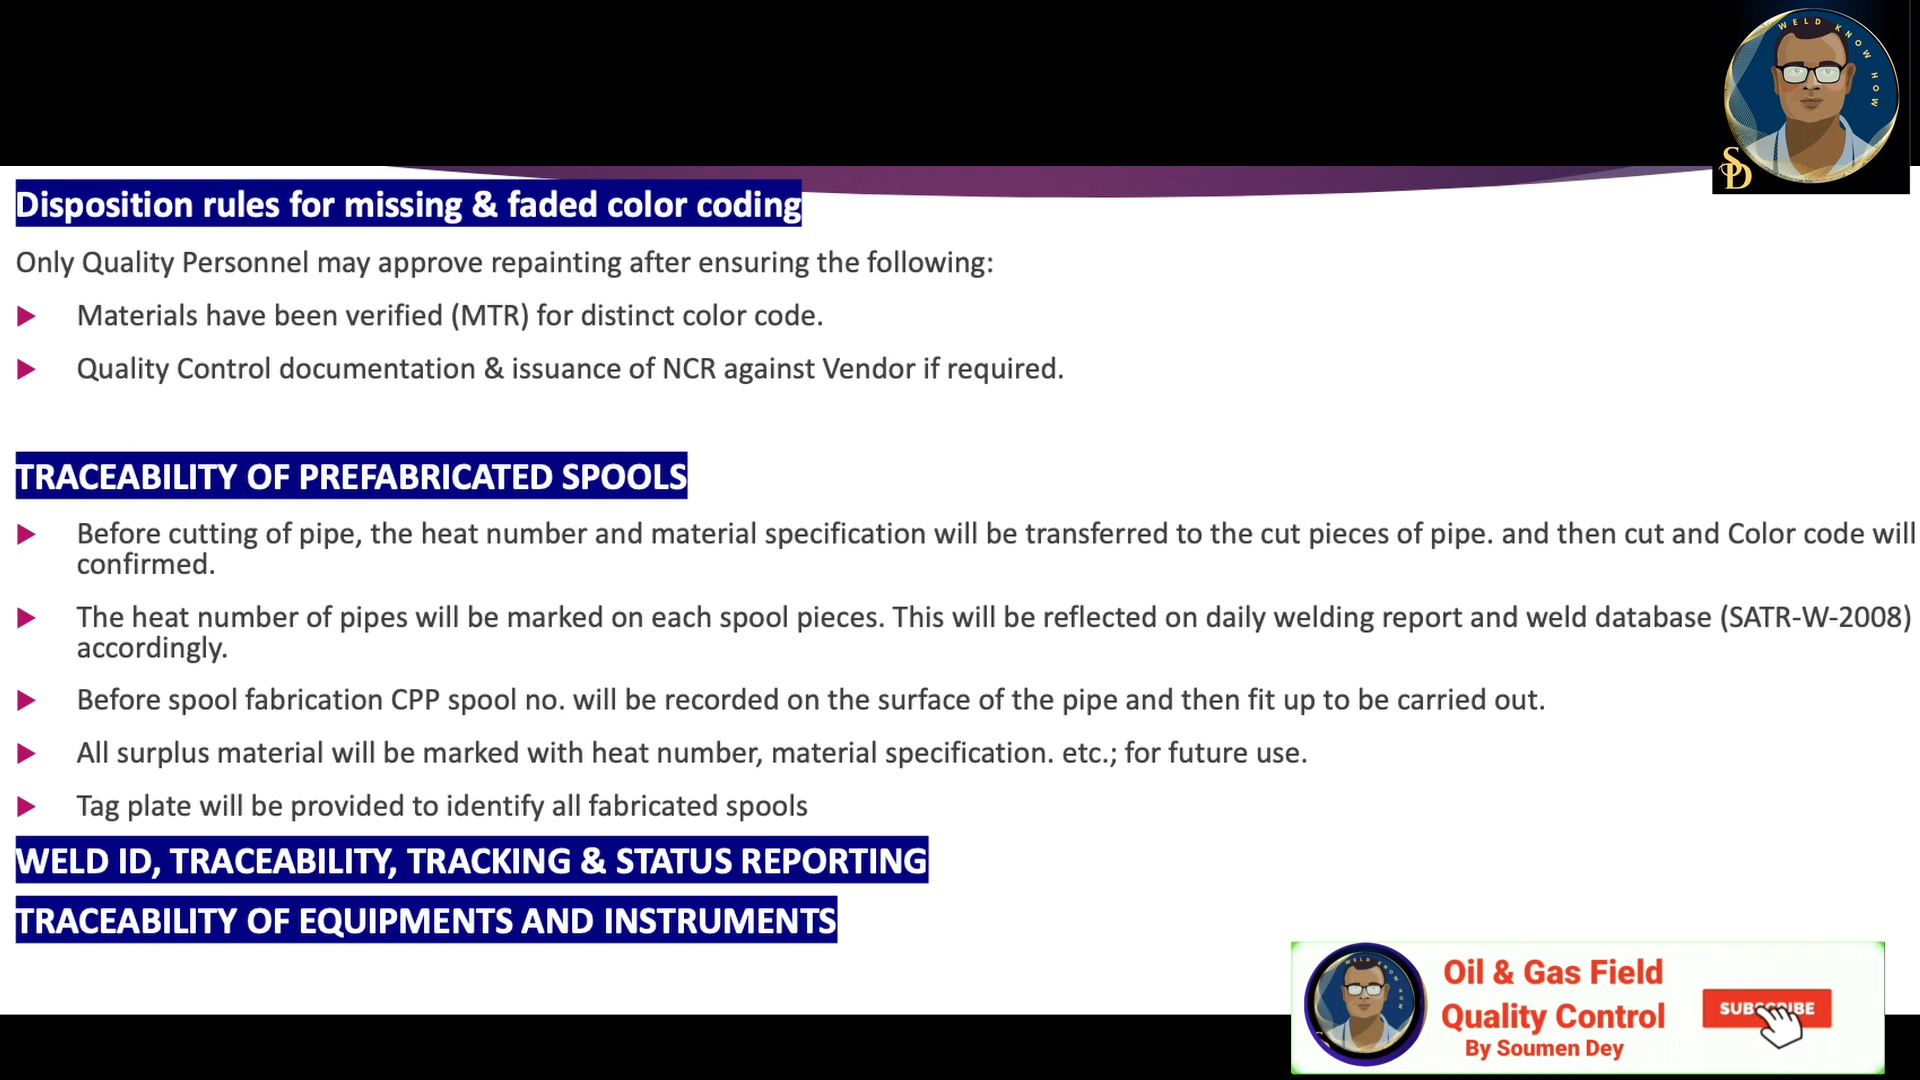 WELD KNOW HOW
SD
Disposition rules for missing & faded color coding
Only Quality Personnel may approve repainting after ensuring the following:
Materials have been verified (MTR) for distinct color code.
Quality Control documentation & issuance of NCR against Vendor if required.
TRACEABILITY OF PREFABRICATED SPOOLS
Before cutting of pipe, the heat number and material specification will be transferred to the cut pieces of pipe. and then cut and Color code will
confirmed.
The heat number of pipes will be marked on each spool pieces. This will be reflected on daily welding report and weld database (SATR-W-2008)
accordingly.
Before spool fabrication CPP spool no. will be recorded on the surface of the pipe and then fit up to be carried out.
All surplus material will be marked with heat number, material specification. etc.; for future use.
Tag plate will be provided to identify all fabricated spools
WELD ID, TRACEABILITY, TRACKING & STATUS REPORTING
TRACEABILITY OF EQUIPMENTS AND INSTRUMENTS
WELD KNOW HOW
Oil & Gas Field
Quality Control
By Soumen Dey
SUBSCRIBE